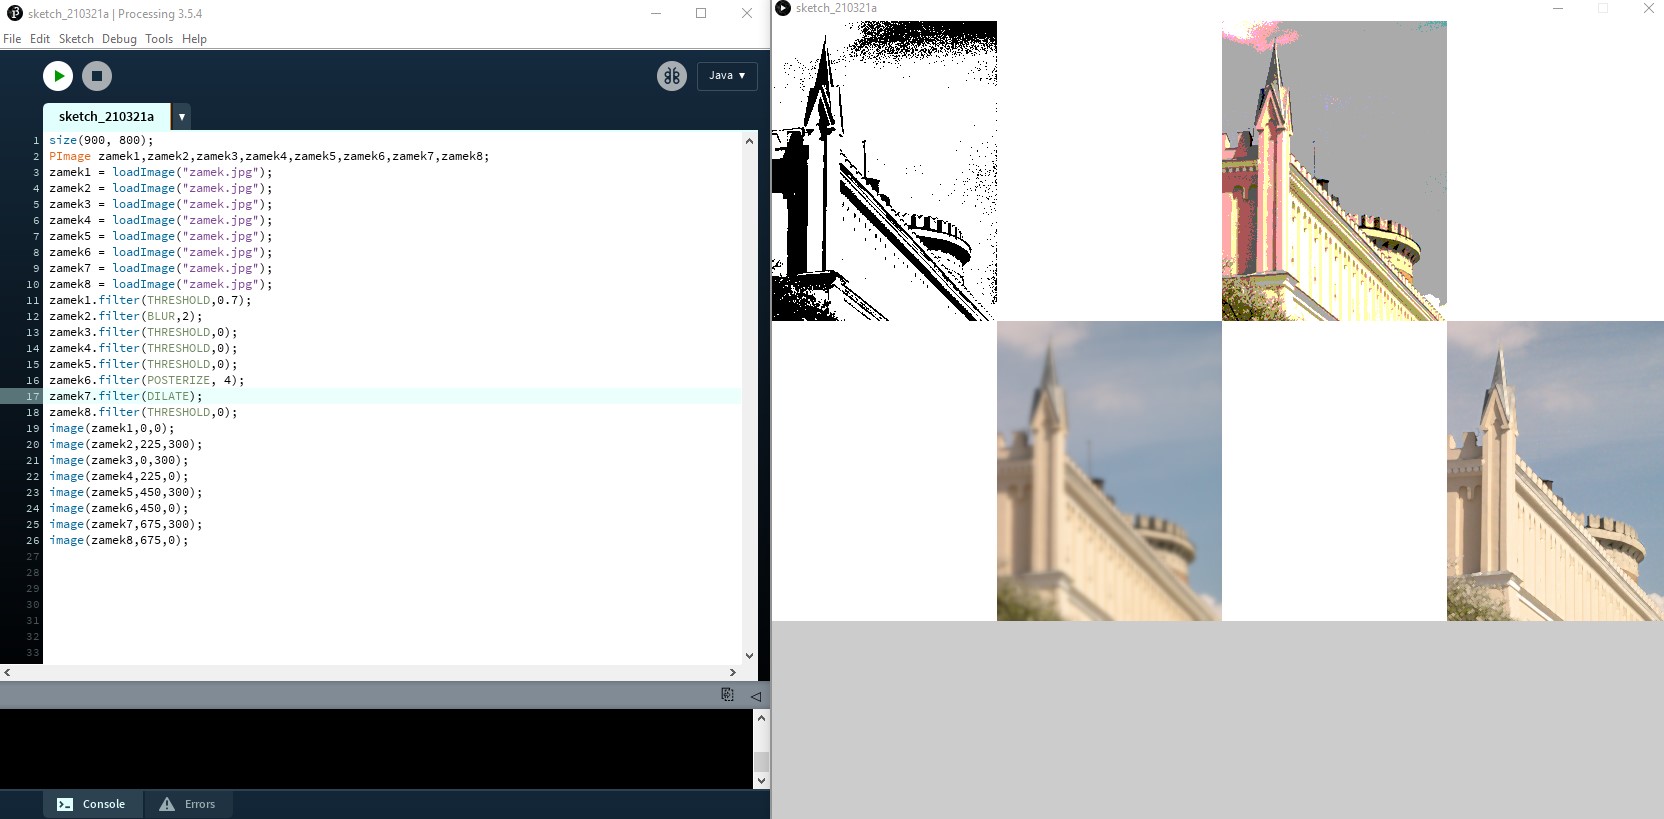 sketch_210321a | Processing 3.5.4
File Edit Sketch Debug Tools Help
Java ▾
sketch_210321a ▼
1 size(900, 800);
2 PImage zamek1,zamek2,zamek3,zamek4,zamek5,zamek6,zamek7,zamek8;
3 zamek1 = loadImage("zamek.jpg");
4 zamek2 = loadImage("zamek.jpg");
5 zamek3 = loadImage("zamek.jpg");
6 zamek4 = loadImage("zamek.jpg");
7 zamek5 = loadImage("zamek.jpg");
8 zamek6 = loadImage("zamek.jpg");
9 zamek7 = loadImage("zamek.jpg");
10 zamek8 = loadImage("zamek.jpg");
11 zamek1.filter(THRESHOLD,0.7);
12 zamek2.filter(BLUR,2);
13 zamek3.filter(THRESHOLD,0);
14 zamek4.filter(THRESHOLD,0);
15 zamek5.filter(THRESHOLD,0);
16 zamek6.filter(POSTERIZE, 4);
17 zamek7.filter(DILATE);
18 zamek8.filter(THRESHOLD,0);
19 image(zamek1,0,0);
20 image(zamek2,225,300);
21 image(zamek3,0,300);
22 image(zamek4,225,0);
23 image(zamek5,450,300);
24 image(zamek6,450,0);
25 image(zamek7,675,300);
26 image(zamek8,675,0);
27
28
29
30
31
32
33
Console Errors
sketch_210321a